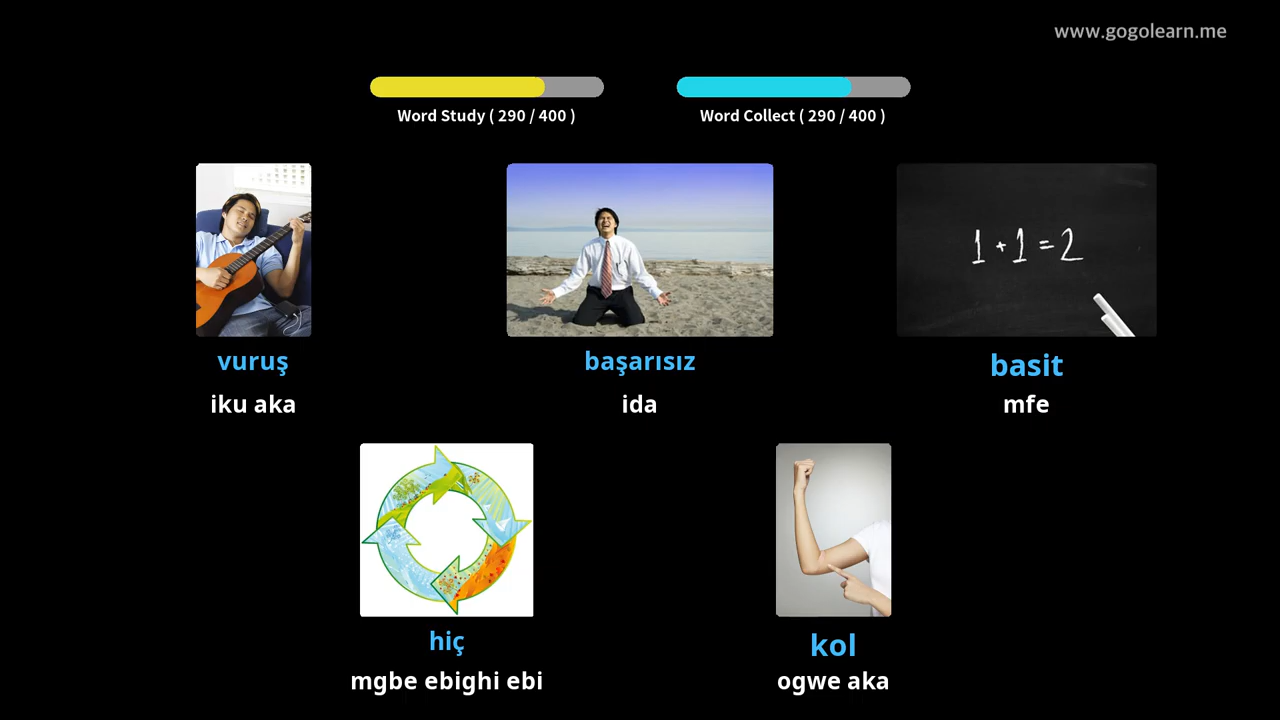 www.gogolearn.me
Word Study ( 290 / 400 )
Word Collect ( 290 / 400 )
1 + 1 = 2
vuruş
başarısız
basit
iku aka
ida
mfe
hiç
kol
mgbe ebighi ebi
ogwe aka